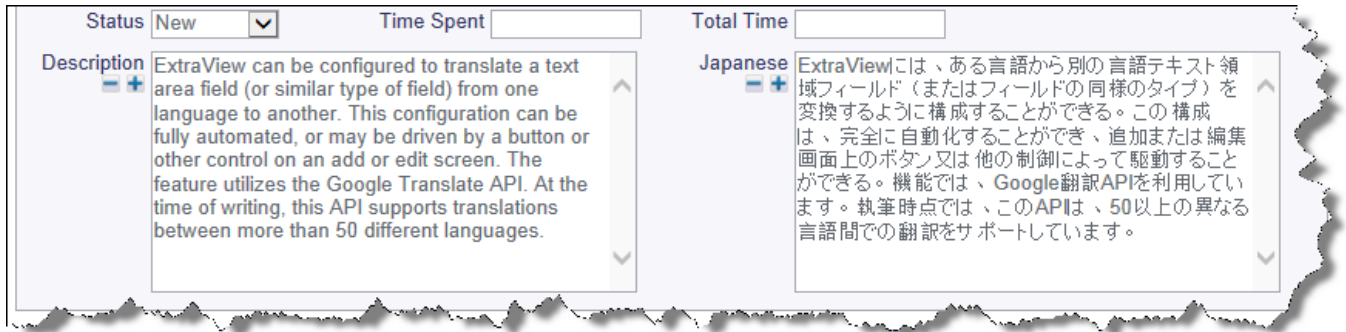 Status New Time Spent Total Time
Description
ExtraView can be configured to translate a text
area field (or similar type of field) from one
language to another. This configuration can be
fully automated, or may be driven by a button or
other control on an add or edit screen. The
feature utilizes the Google Translate API. At the
time of writing, this API supports translations
between more than 50 different languages.
Japanese
ExtraViewには、ある言語から別の言語テキスト領
域フィールド（またはフィールドの同様のタイプ）を
変換するように構成することができる。この構成
は、完全に自動化することができ、追加または編集
画面上のボタン又は他の制御によって駆動すること
ができる。機能では、Google翻訳APIを利用してい
ます。執筆時点では、このAPIは、50以上の異なる
言語間での翻訳をサポートしています。